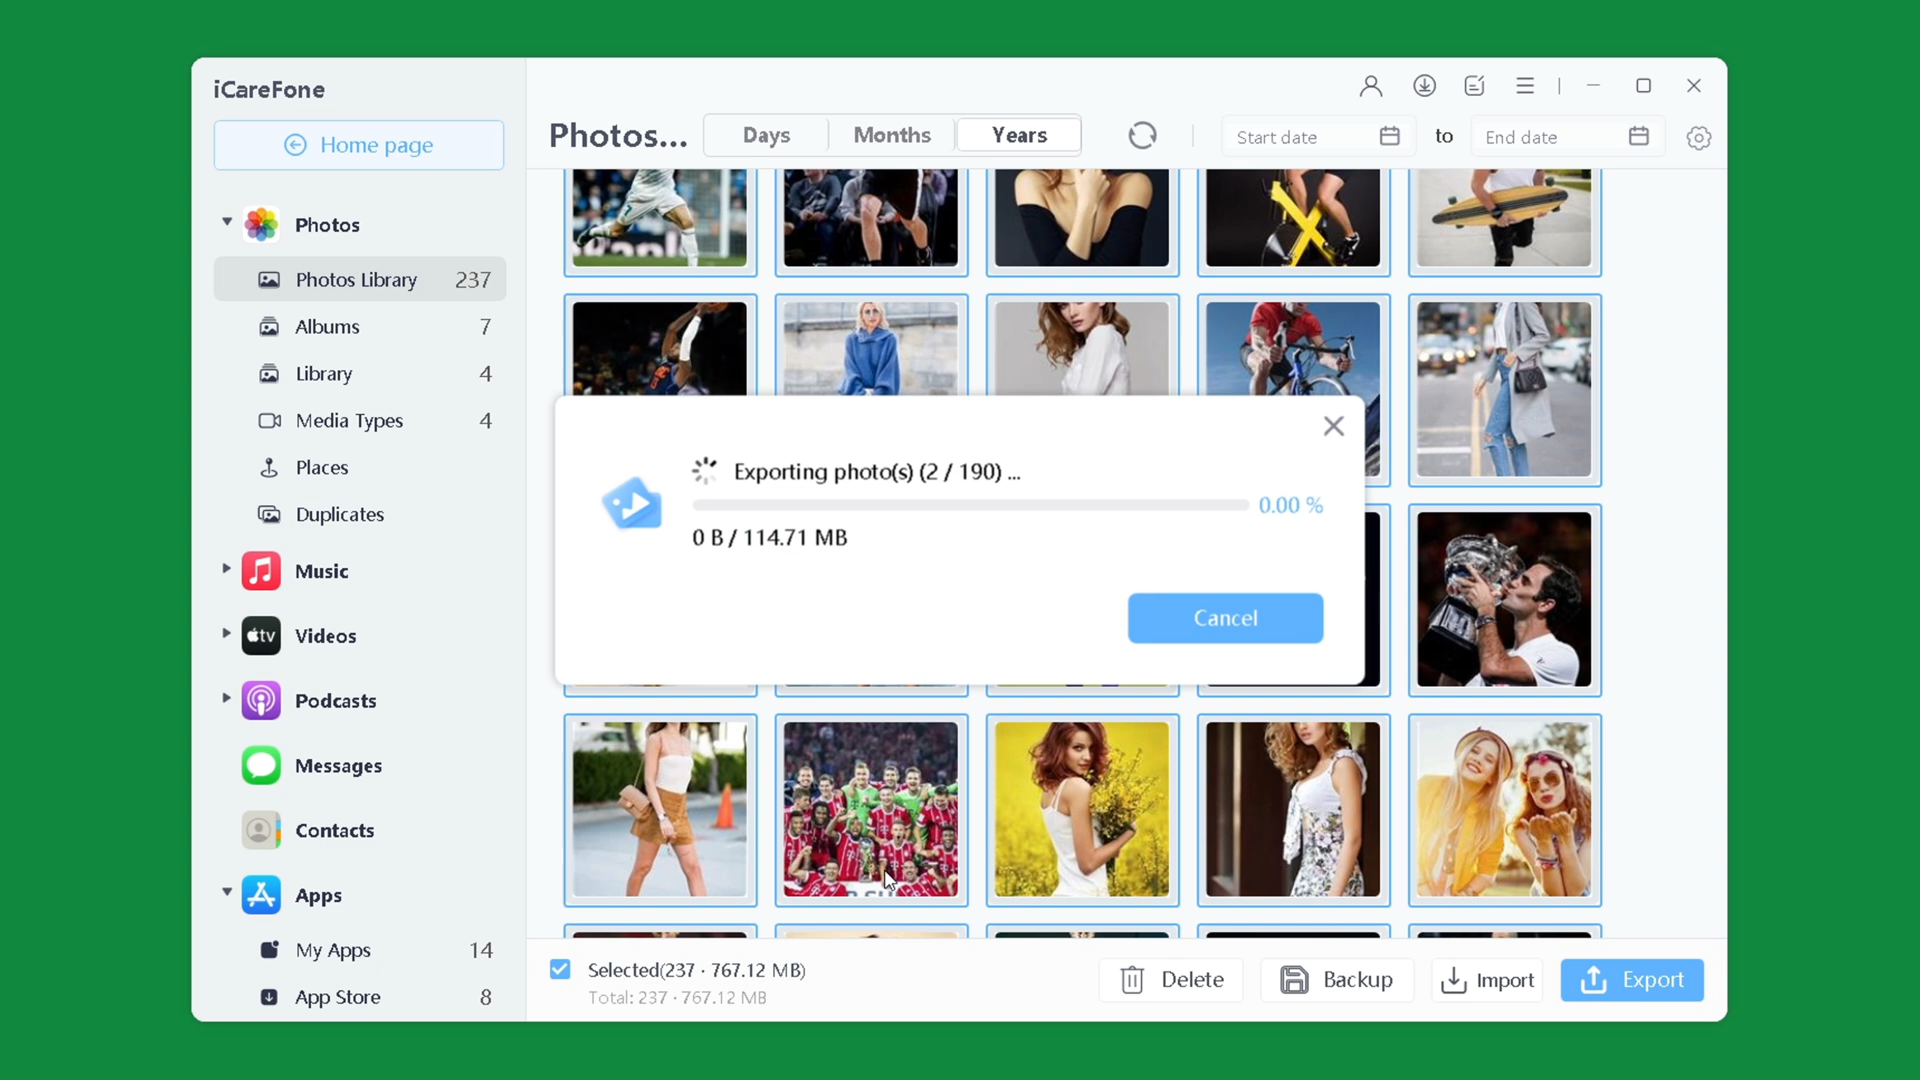 iCareFone
Home page
Photos... Days Months Years Start date to End date
Photos
Photos Library 237
Albums 7
Library 4
Media Types 4
Places
Duplicates
Music
tv Videos
Podcasts
Messages
Contacts
Apps
My Apps 14
App Store 8
Exporting photo(s) (2 / 190) ...
0.00 %
0 B / 114.71 MB
Cancel
Selected(237 · 767.12 MB)
Total: 237 · 767.12 MB
Delete Backup Import Export